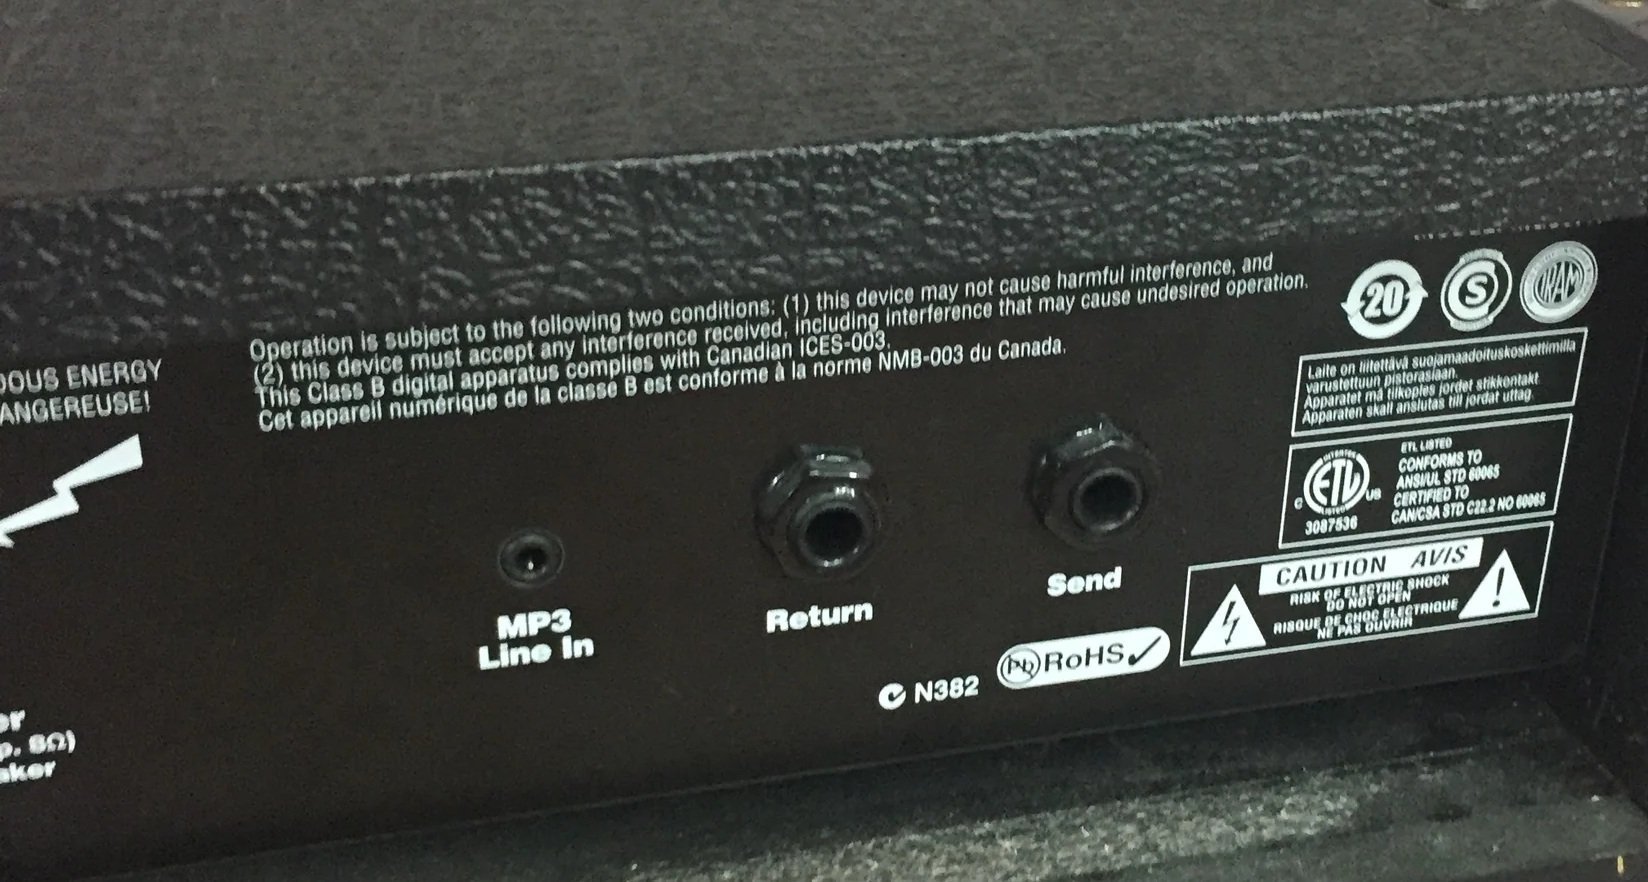 OUS ENERGY
ANGEREUSE!
Operation is subject to the following two conditions: (1) this device may not cause harmful interference, and
(2) this device must accept any interference received, including interference that may cause undesired operation.
This Class B digital apparatus complies with Canadian ICES-003.
Cet appareil numérique de la classe B est conforme à la norme NMB-003 du Canada.
20
S
Laite on liitettävä suojamaadoituskoskettimilla
varustettuun pistorasiaan.
Apparatet må tilkoples jordet stikkontakt
Apparaten skall anslutas till jordat uttag.
ETL LISTED
CONFORMS TO
ANSI/UL STD 60065
CERTIFIED TO
CAN/CSA STD C22.2 NO 60065
INTERTEK
C ETL US
LISTED
3087536
CAUTION AVIS
RISK OF ELECTRIC SHOCK
DO NOT OPEN
RISQUE DE CHOC ELECTRIQUE
NE PAS OUVRIR
!
MP3
Line In
Return
Send
N382
Pb RoHS
er
p. 8Ω)
aker